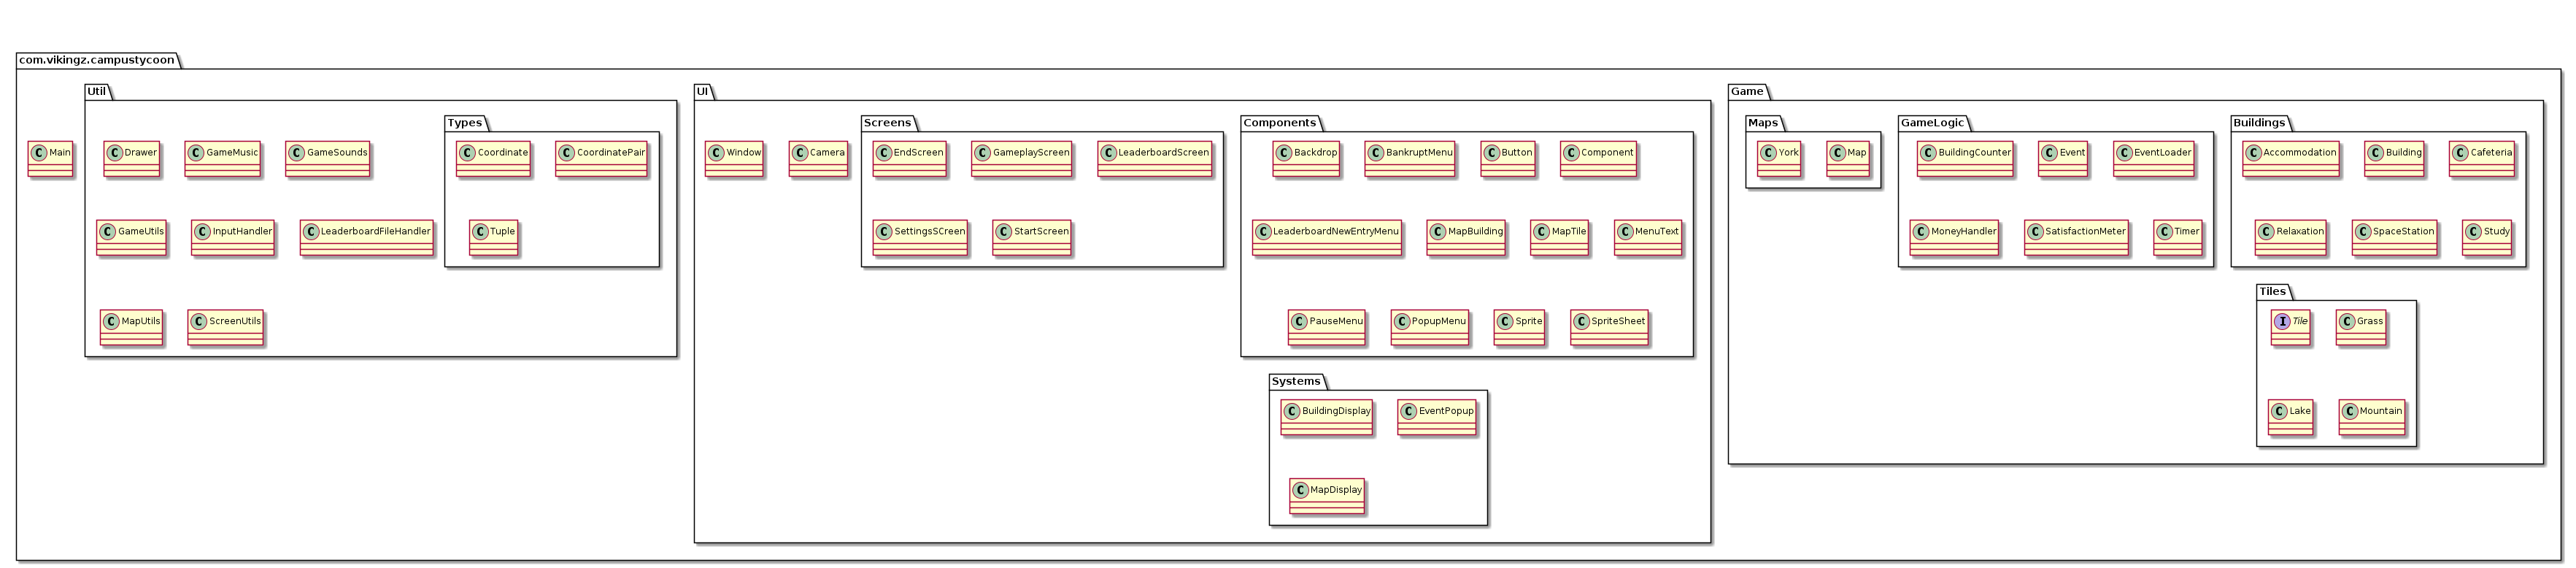 com.vikingz.campustycoon
Util
UI
Game
Types
Screens
Components
Maps
GameLogic
Buildings
C Main
C Drawer
C GameMusic
C GameSounds
C Coordinate
C CoordinatePair
C Window
C Camera
C EndScreen
C GameplayScreen
C LeaderboardScreen
C Backdrop
C BankruptMenu
C Button
C Component
C York
C Map
C BuildingCounter
C Event
C EventLoader
C Accommodation
C Building
C Cafeteria
C GameUtils
C InputHandler
C LeaderboardFileHandler
C Tuple
C SettingsSCreen
C StartScreen
C LeaderboardNewEntryMenu
C MapBuilding
C MapTile
C MenuText
C MoneyHandler
C SatisfactionMeter
C Timer
C Relaxation
C SpaceStation
C Study
Tiles
C MapUtils
C ScreenUtils
C PauseMenu
C PopupMenu
C Sprite
C SpriteSheet
I Tile
C Grass
Systems
C BuildingDisplay
C EventPopup
C Lake
C Mountain
C MapDisplay